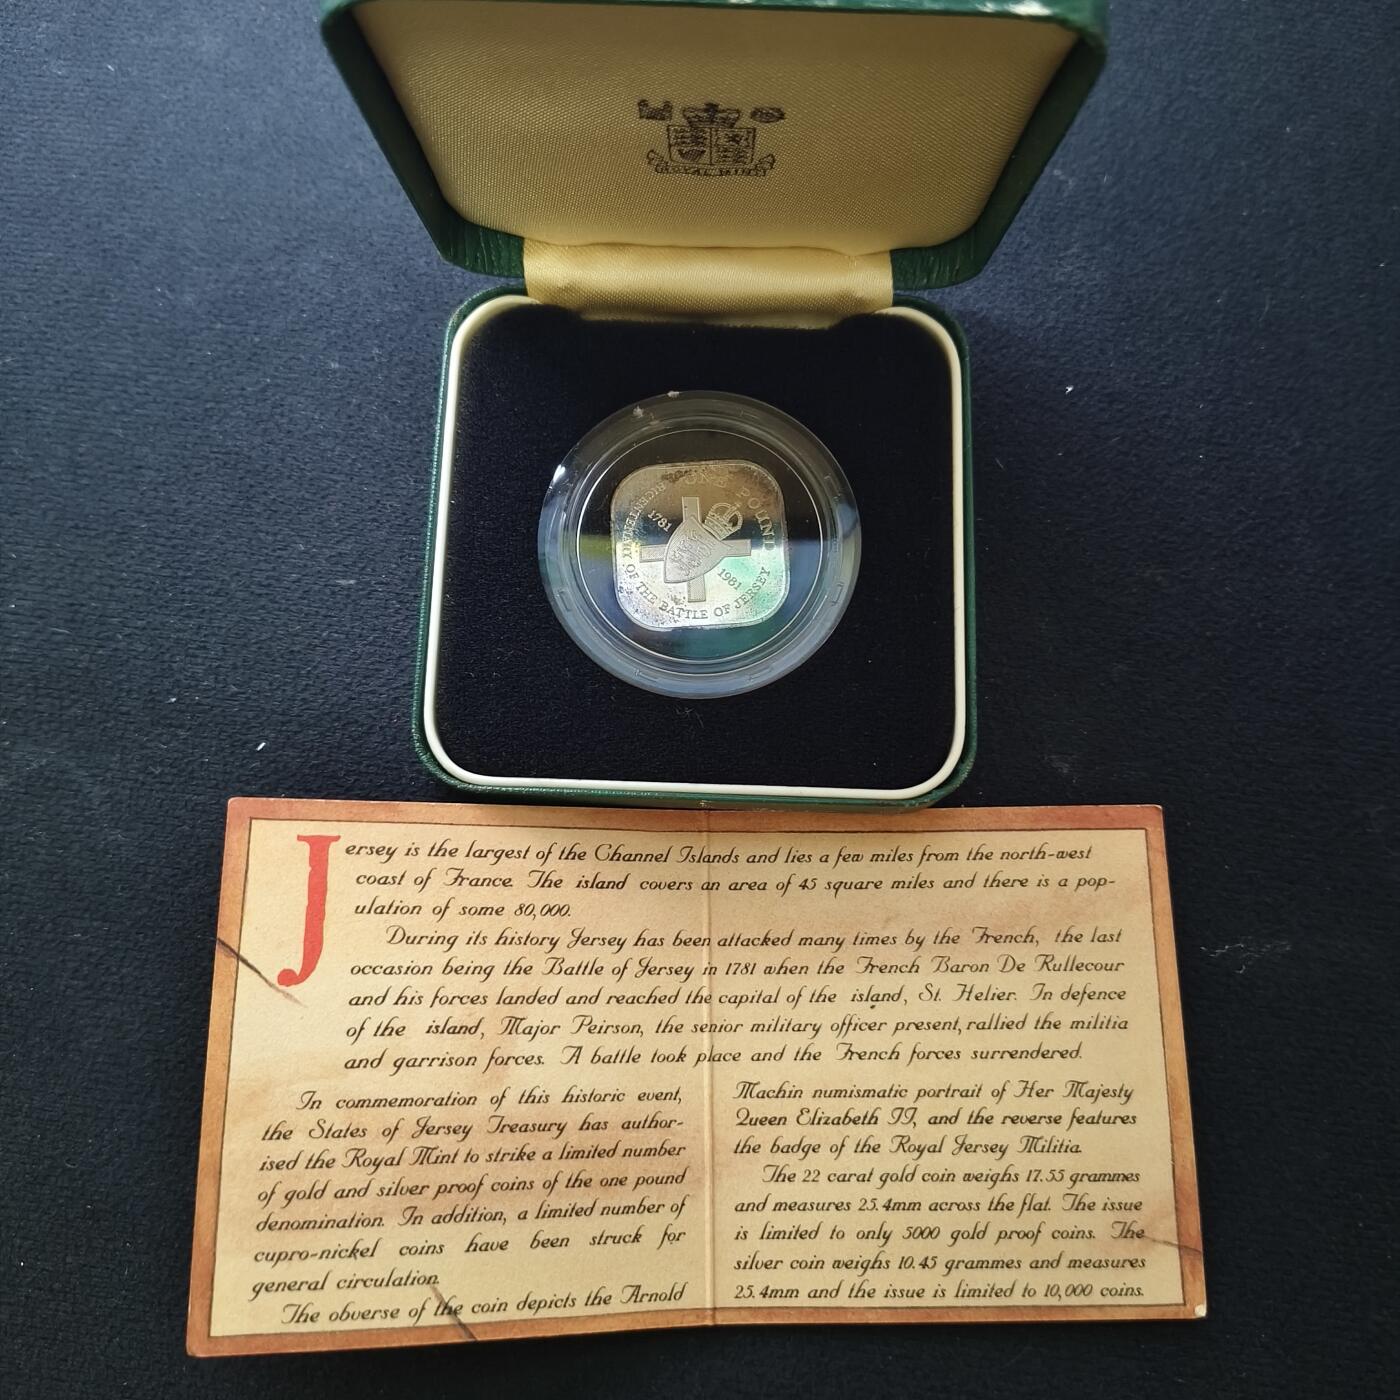 ROYAL MINT
ONE POUND
BICENTENARY OF THE BATTLE OF JERSEY
1781
1981
Jersey is the largest of the Channel Islands and lies a few miles from the north-west
coast of France. The island covers an area of 45 square miles and there is a pop-
ulation of some 80,000.
During its history Jersey has been attacked many times by the French, the last
occasion being the Battle of Jersey in 1781 when the French Baron De Rullecour
and his forces landed and reached the capital of the island, St. Helier. In defence
of the island, Major Peirson, the senior military officer present, rallied the militia
and garrison forces. A battle took place and the French forces surrendered.
In commemoration of this historic event,
the States of Jersey Treasury has author-
ised the Royal Mint to strike a limited number
of gold and silver proof coins of the one pound
denomination. In addition, a limited number of
cupro-nickel coins have been struck for
general circulation.
The obverse of the coin depicts the Arnold
Machin numismatic portrait of Her Majesty
Queen Elizabeth II, and the reverse features
the badge of the Royal Jersey Militia.
The 22 carat gold coin weighs 17.55 grammes
and measures 25.4mm across the flat. The issue
is limited to only 5000 gold proof coins. The
silver coin weighs 10.45 grammes and measures
25.4mm and the issue is limited to 10,000 coins.